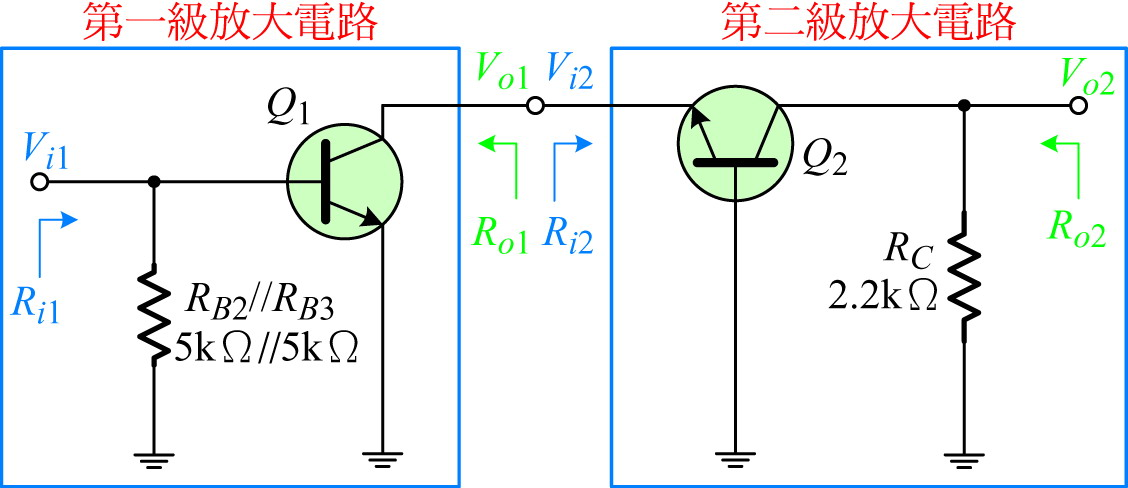 第一級放大電路
第二級放大電路
Q1
Vi1
Ri1
RB2//RB3
5kΩ//5kΩ
Vo1
Vi2
Ro1
Ri2
Q2
RC
2.2kΩ
Vo2
Ro2